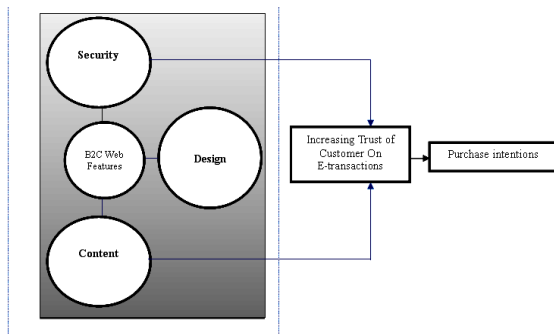 Security
B2C Web
Features
Design
Content
Increasing Trust of
Customer On
E-transactions
Purchase intentions